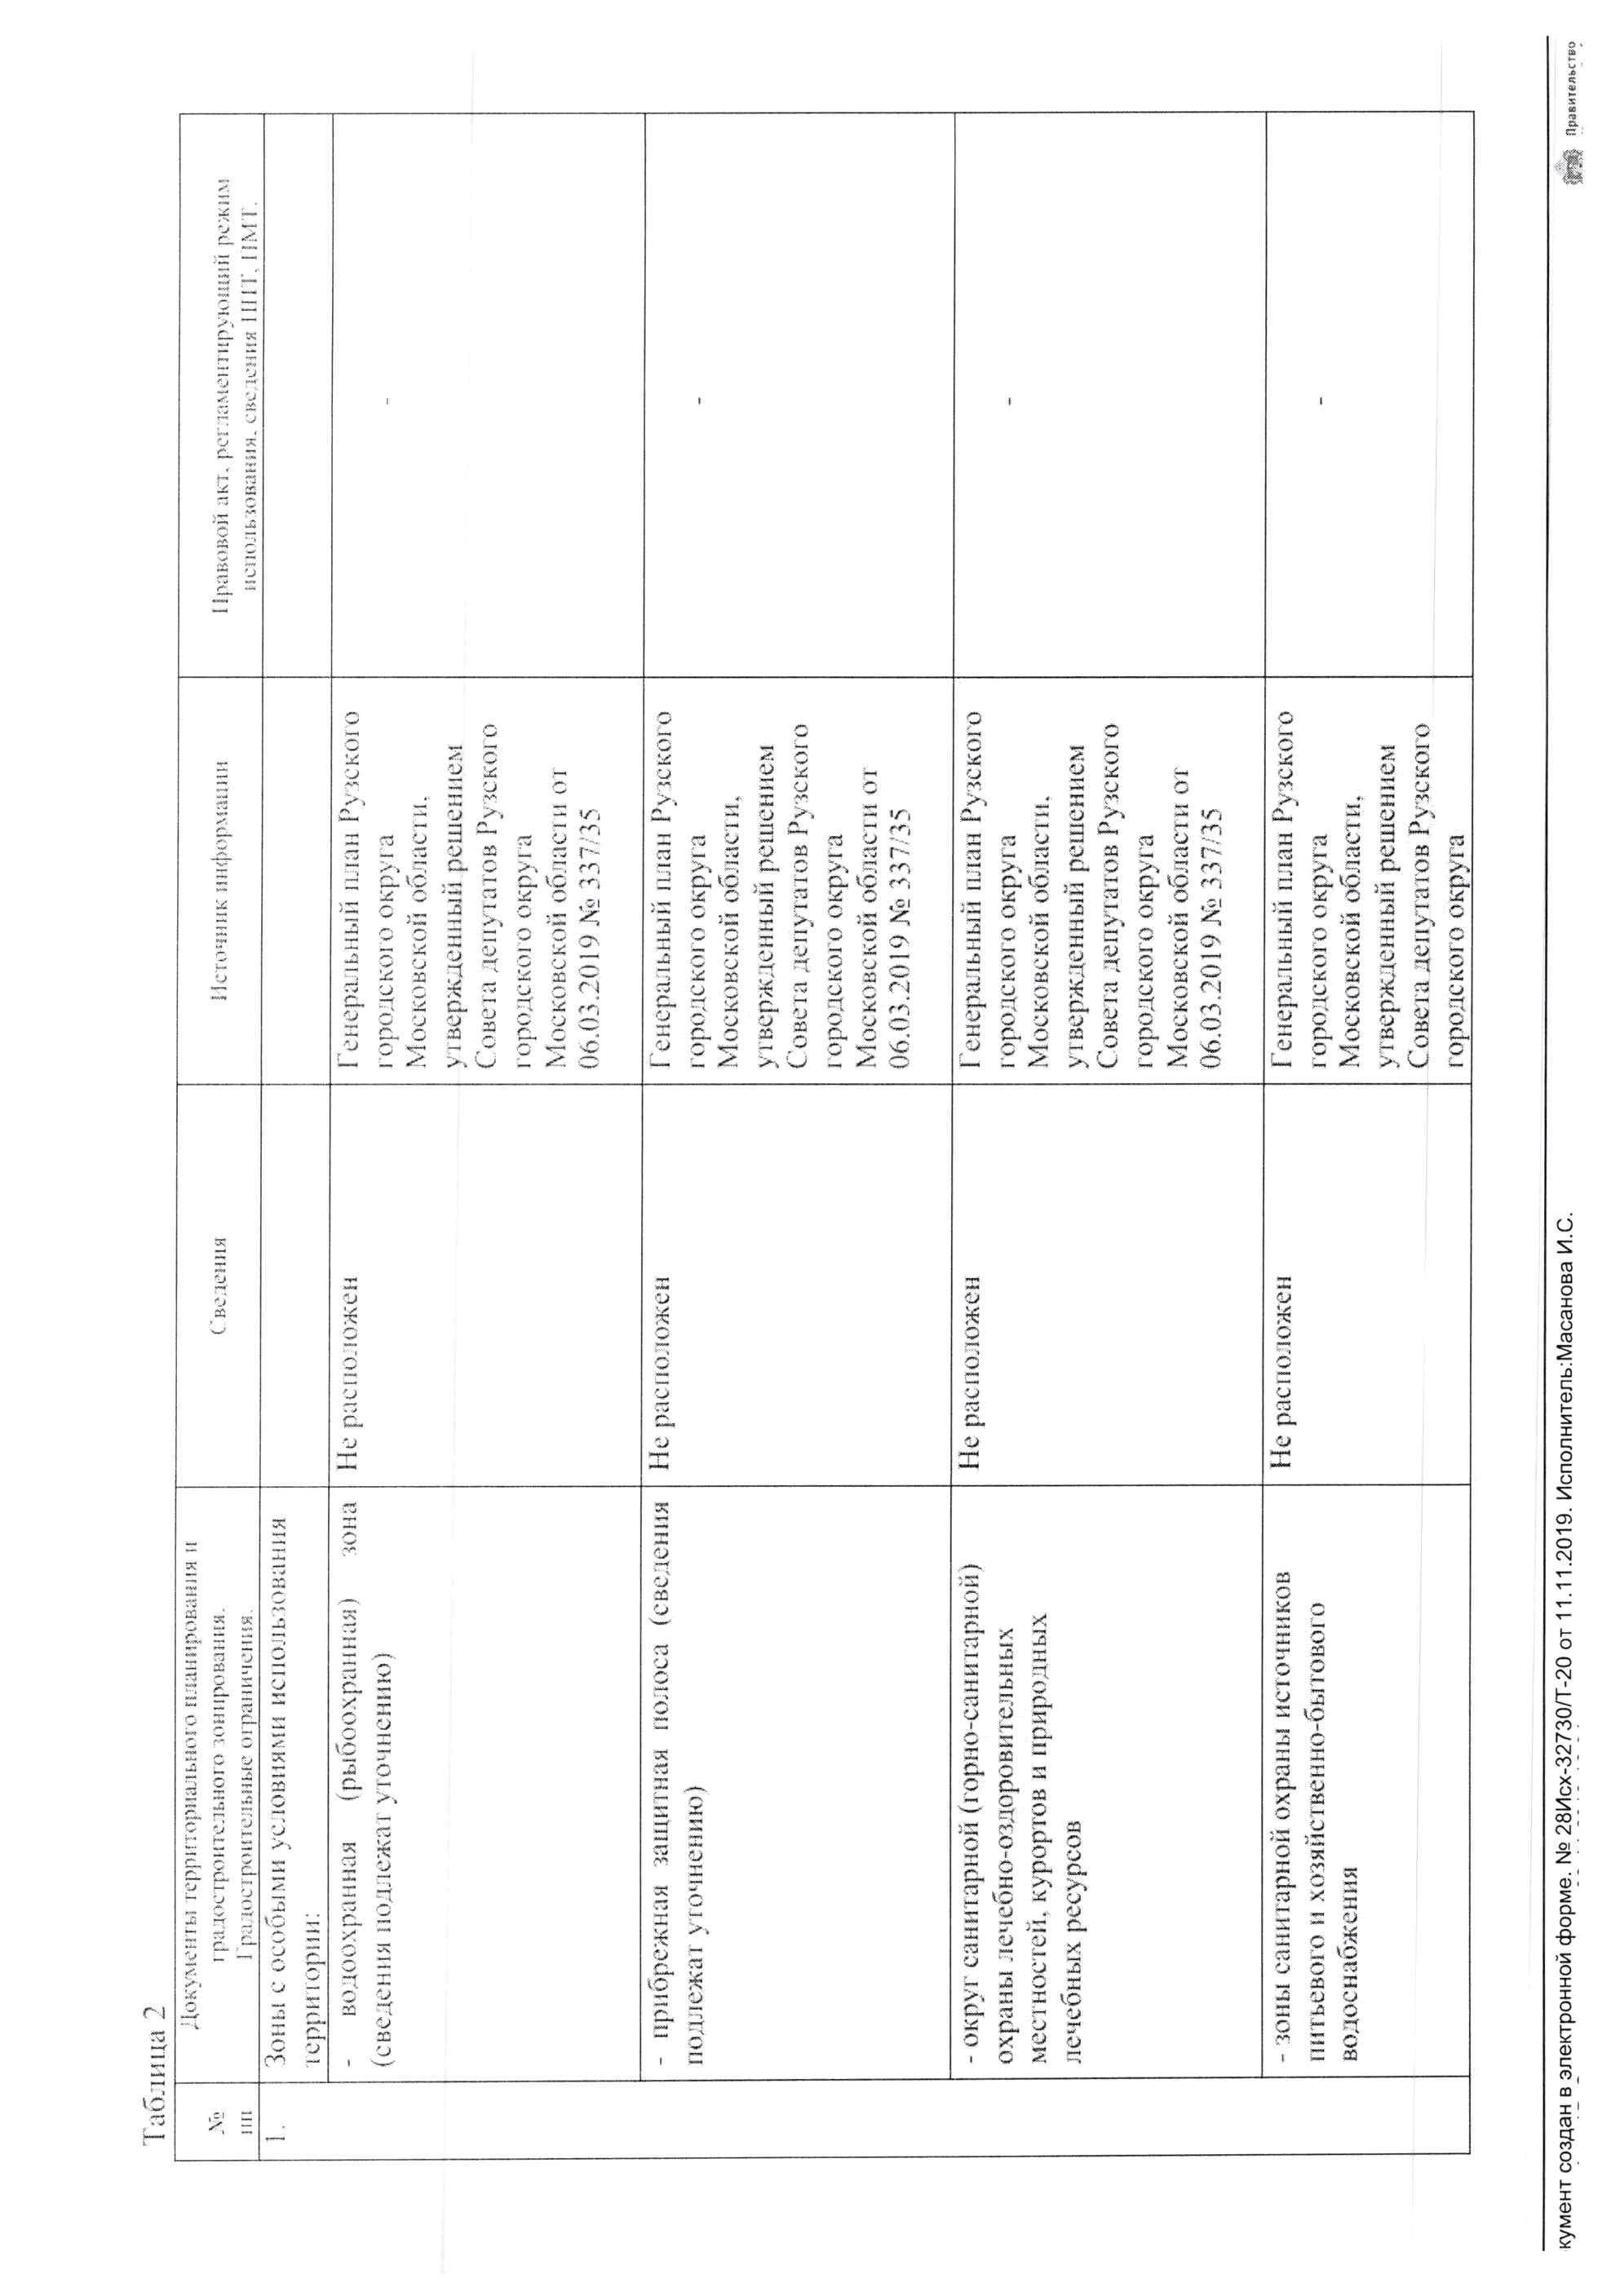 Таблица 2
№
пп
Документы территориального планирования и
градостроительного зонирования.
Градостроительные ограничения.
Сведения
Источник информации
Правовой акт, регламентирующий режим
использования, сведения ППТ, ПМТ.
1.
Зоны с особыми условиями использования
территории:
- водоохранная (рыбоохранная) зона
(сведения подлежат уточнению)
Не расположен
Генеральный план Рузского
городского округа
Московской области,
утвержденный решением
Совета депутатов Рузского
городского округа
Московской области от
06.03.2019 № 337/35
-
- прибрежная защитная полоса (сведения
подлежат уточнению)
Не расположен
Генеральный план Рузского
городского округа
Московской области,
утвержденный решением
Совета депутатов Рузского
городского округа
Московской области от
06.03.2019 № 337/35
-
- округ санитарной (горно-санитарной)
охраны лечебно-оздоровительных
местностей, курортов и природных
лечебных ресурсов
Не расположен
Генеральный план Рузского
городского округа
Московской области,
утвержденный решением
Совета депутатов Рузского
городского округа
Московской области от
06.03.2019 № 337/35
-
- зоны санитарной охраны источников
питьевого и хозяйственно-бытового
водоснабжения
Не расположен
Генеральный план Рузского
городского округа
Московской области,
утвержденный решением
Совета депутатов Рузского
городского округа
-
кумент создан в электронной форме. № 28Исх-32730/Т-20 от 11.11.2019. Исполнитель:Масанова И.С.
Правительство